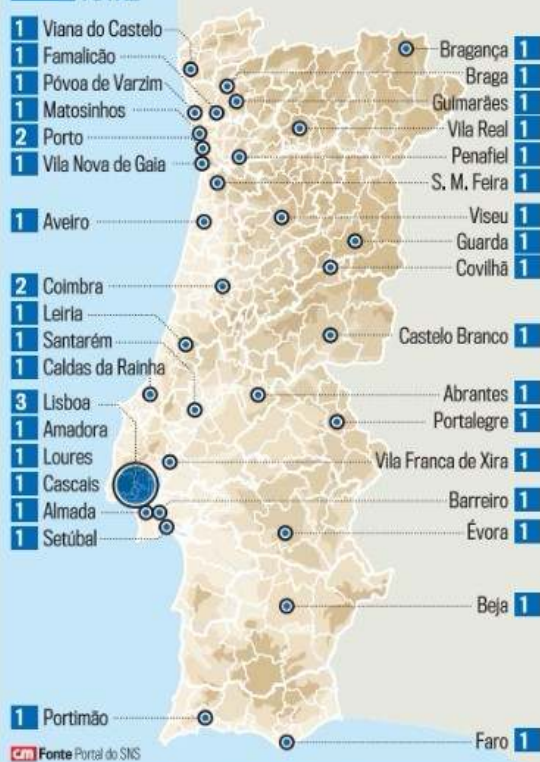 1 Viana do Castelo
1 Famalicão
1 Póvoa de Varzim
1 Matosinhos
2 Porto
1 Vila Nova de Gaia
1 Aveiro
2 Coimbra
1 Leiria
1 Santarém
1 Caldas da Rainha
3 Lisboa
1 Amadora
1 Loures
1 Cascais
1 Almada
1 Setúbal
1 Portimão
Bragança 1
Braga 1
Guimarães 1
Vila Real 1
Penafiel 1
S. M. Feira 1
Viseu 1
Guarda 1
Covilhã 1
Castelo Branco 1
Abrantes 1
Portalegre 1
Vila Franca de Xira 1
Barreiro 1
Évora 1
Beja 1
Faro 1
cm Fonte Portal do SNS